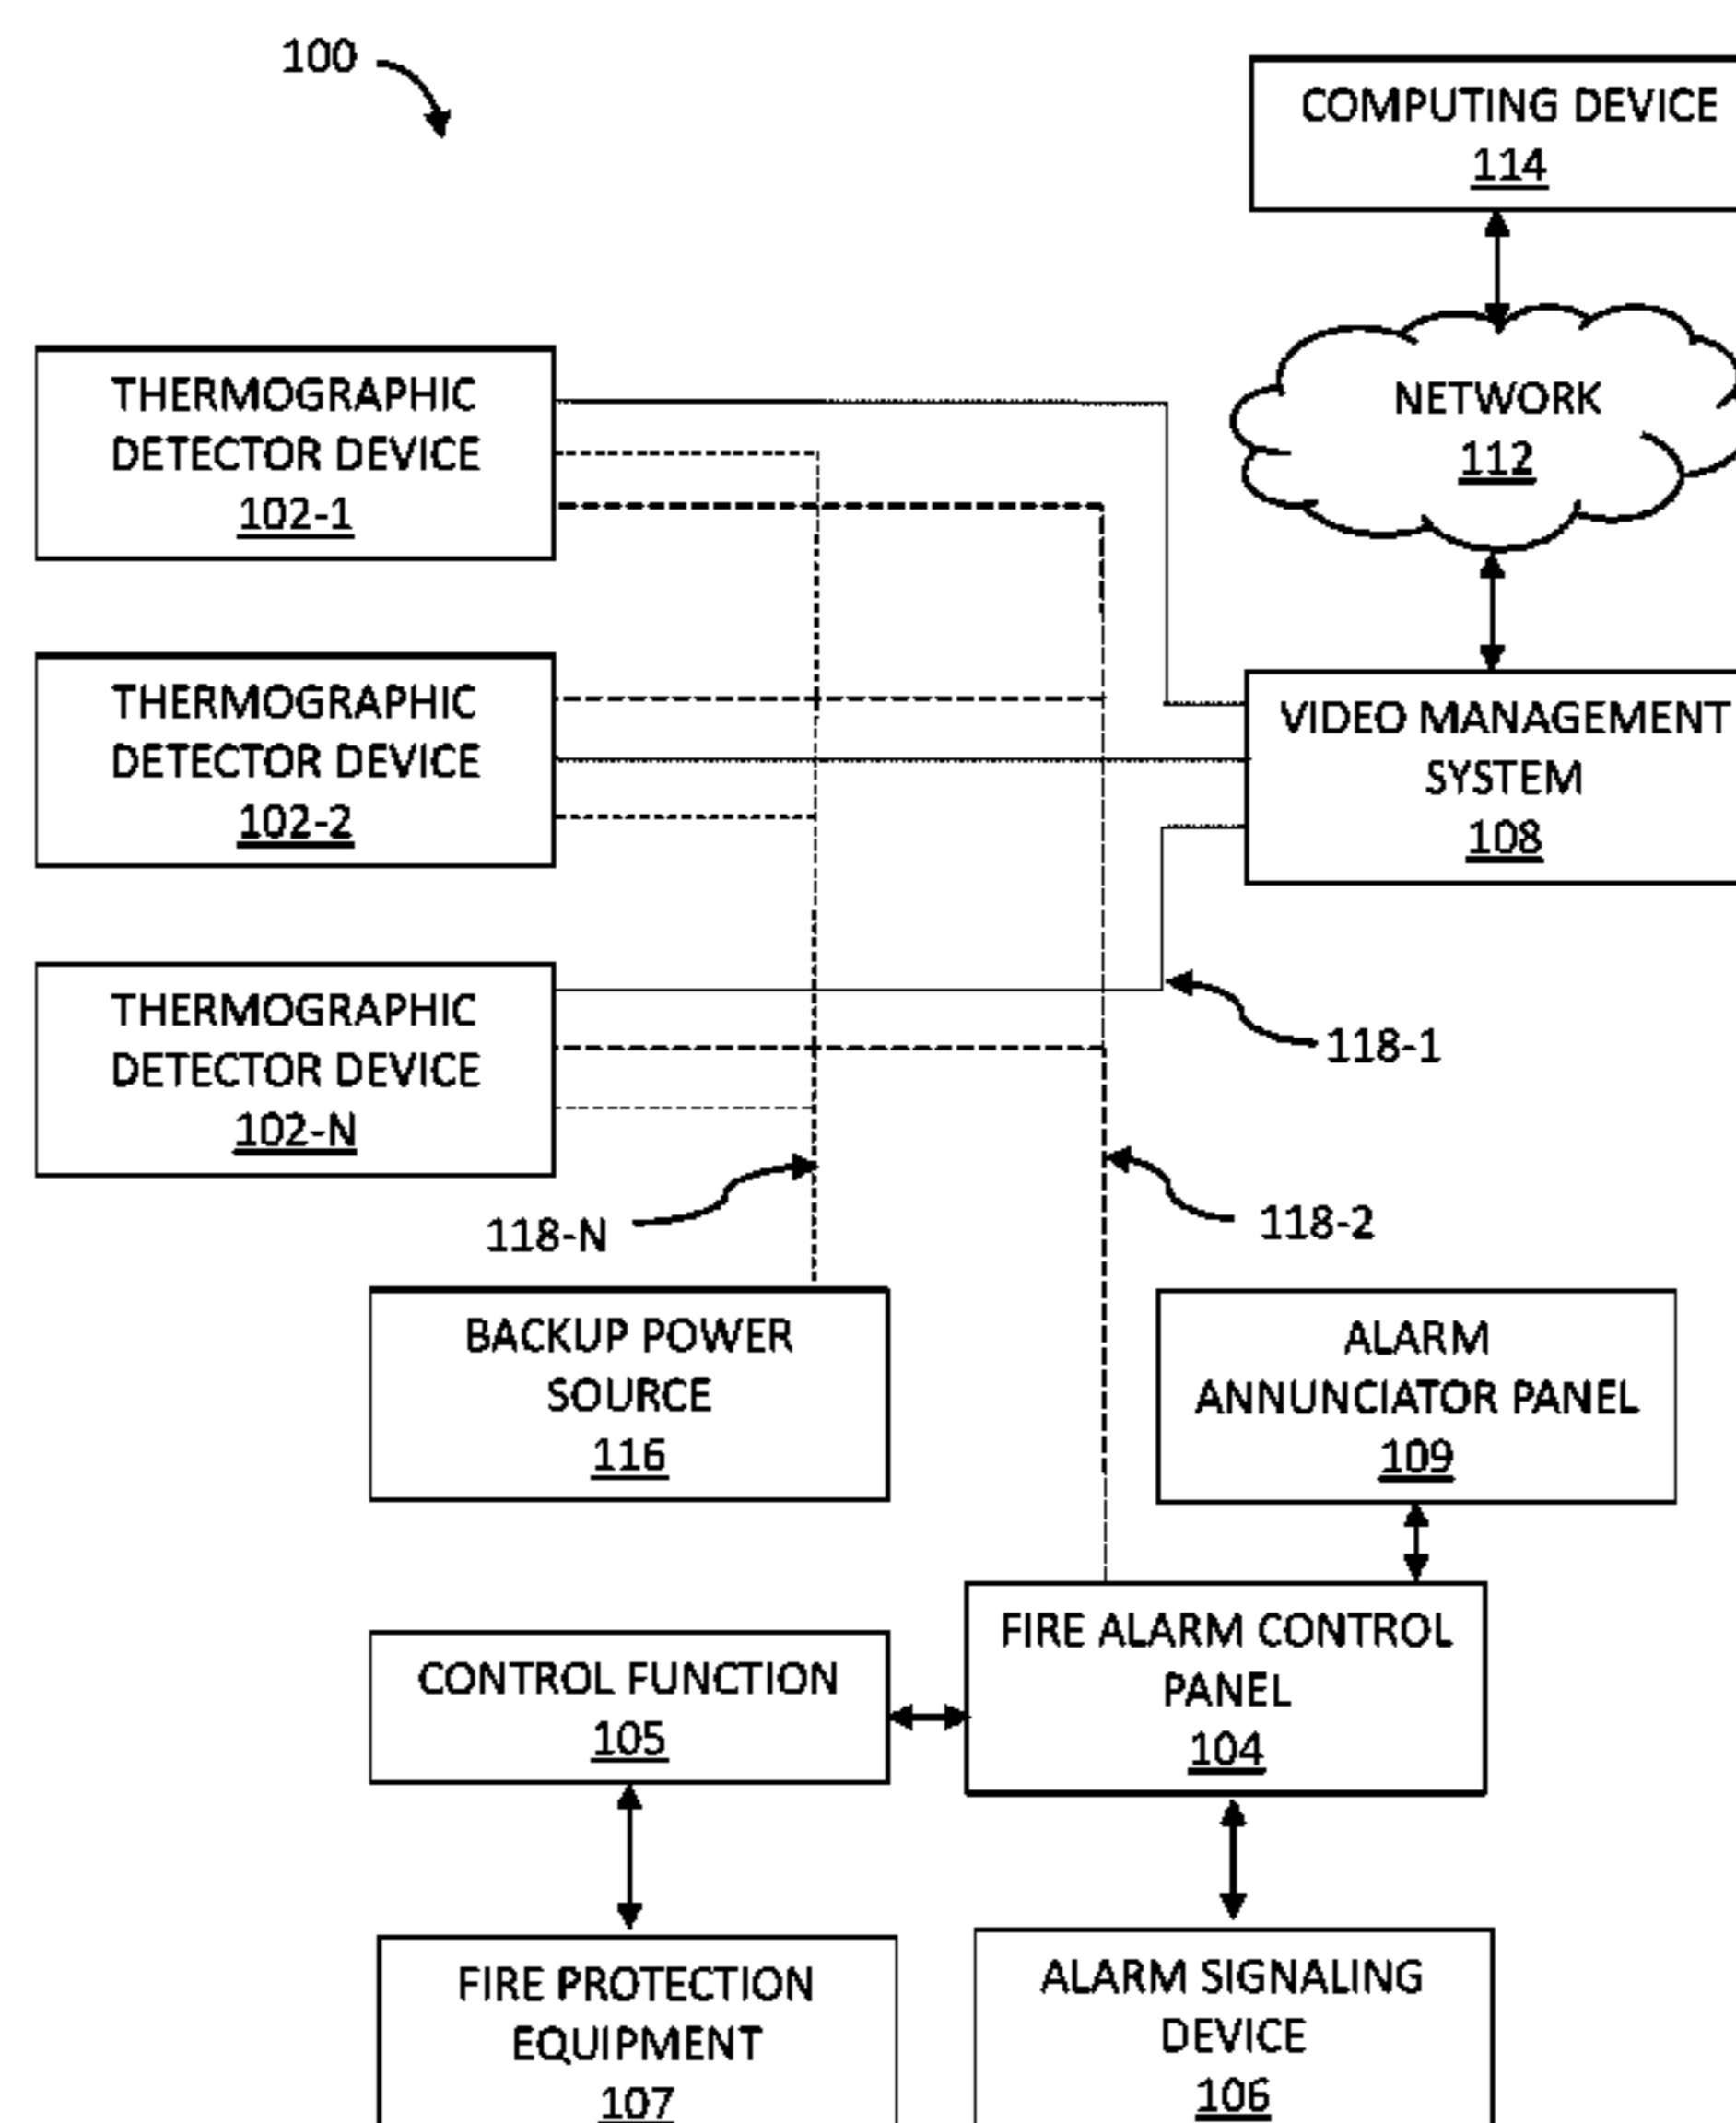 100
COMPUTING DEVICE
114
NETWORK
112
THERMOGRAPHIC
DETECTOR DEVICE
102-1
THERMOGRAPHIC
DETECTOR DEVICE
102-2
VIDEO MANAGEMENT
SYSTEM
108
THERMOGRAPHIC
DETECTOR DEVICE
102-N
118-1
118-N
118-2
BACKUP POWER
SOURCE
116
ALARM
ANNUNCIATOR PANEL
109
FIRE ALARM CONTROL
PANEL
104
CONTROL FUNCTION
105
FIRE PROTECTION
EQUIPMENT
107
ALARM SIGNALING
DEVICE
106